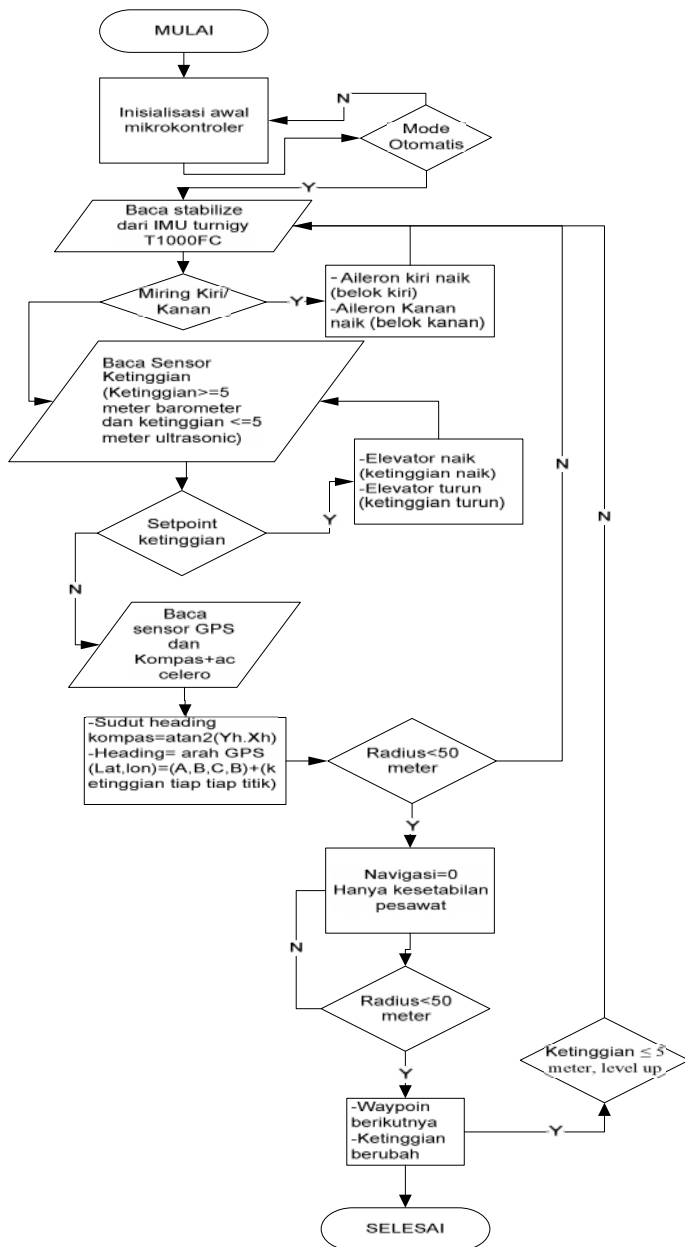 MULAI
Inisialisasi awal
mikrokontroler
N
Mode
Otomatis
Y
Baca stabilize
dari IMU turnigy
T1000FC
Miring Kiri/
Kanan
Y
- Aileron kiri naik
(belok kiri)
-Aileron Kanan
naik (belok kanan)
Baca Sensor
Ketinggian
(Ketinggian>=5
meter barometer
dan ketinggian <=5
meter ultrasonic)
-Elevator naik
(ketinggian naik)
-Elevator turun
(ketinggian turun)
N
N
Setpoint
ketinggian
Y
N
Baca
sensor GPS
dan
Kompas+ac
celero
-Sudut heading
kompas=atan2(Yh.Xh)
-Heading= arah GPS
(Lat,lon)=(A,B,C,B)+(k
etinggian tiap tiap titik)
Radius<50
meter
Y
Navigasi=0
Hanya kesetabilan
pesawat
N
Radius<50
meter
Y
Ketinggian ≤ 5
meter, level up
-Waypoin
berikutnya
-Ketinggian
berubah
Y
SELESAI